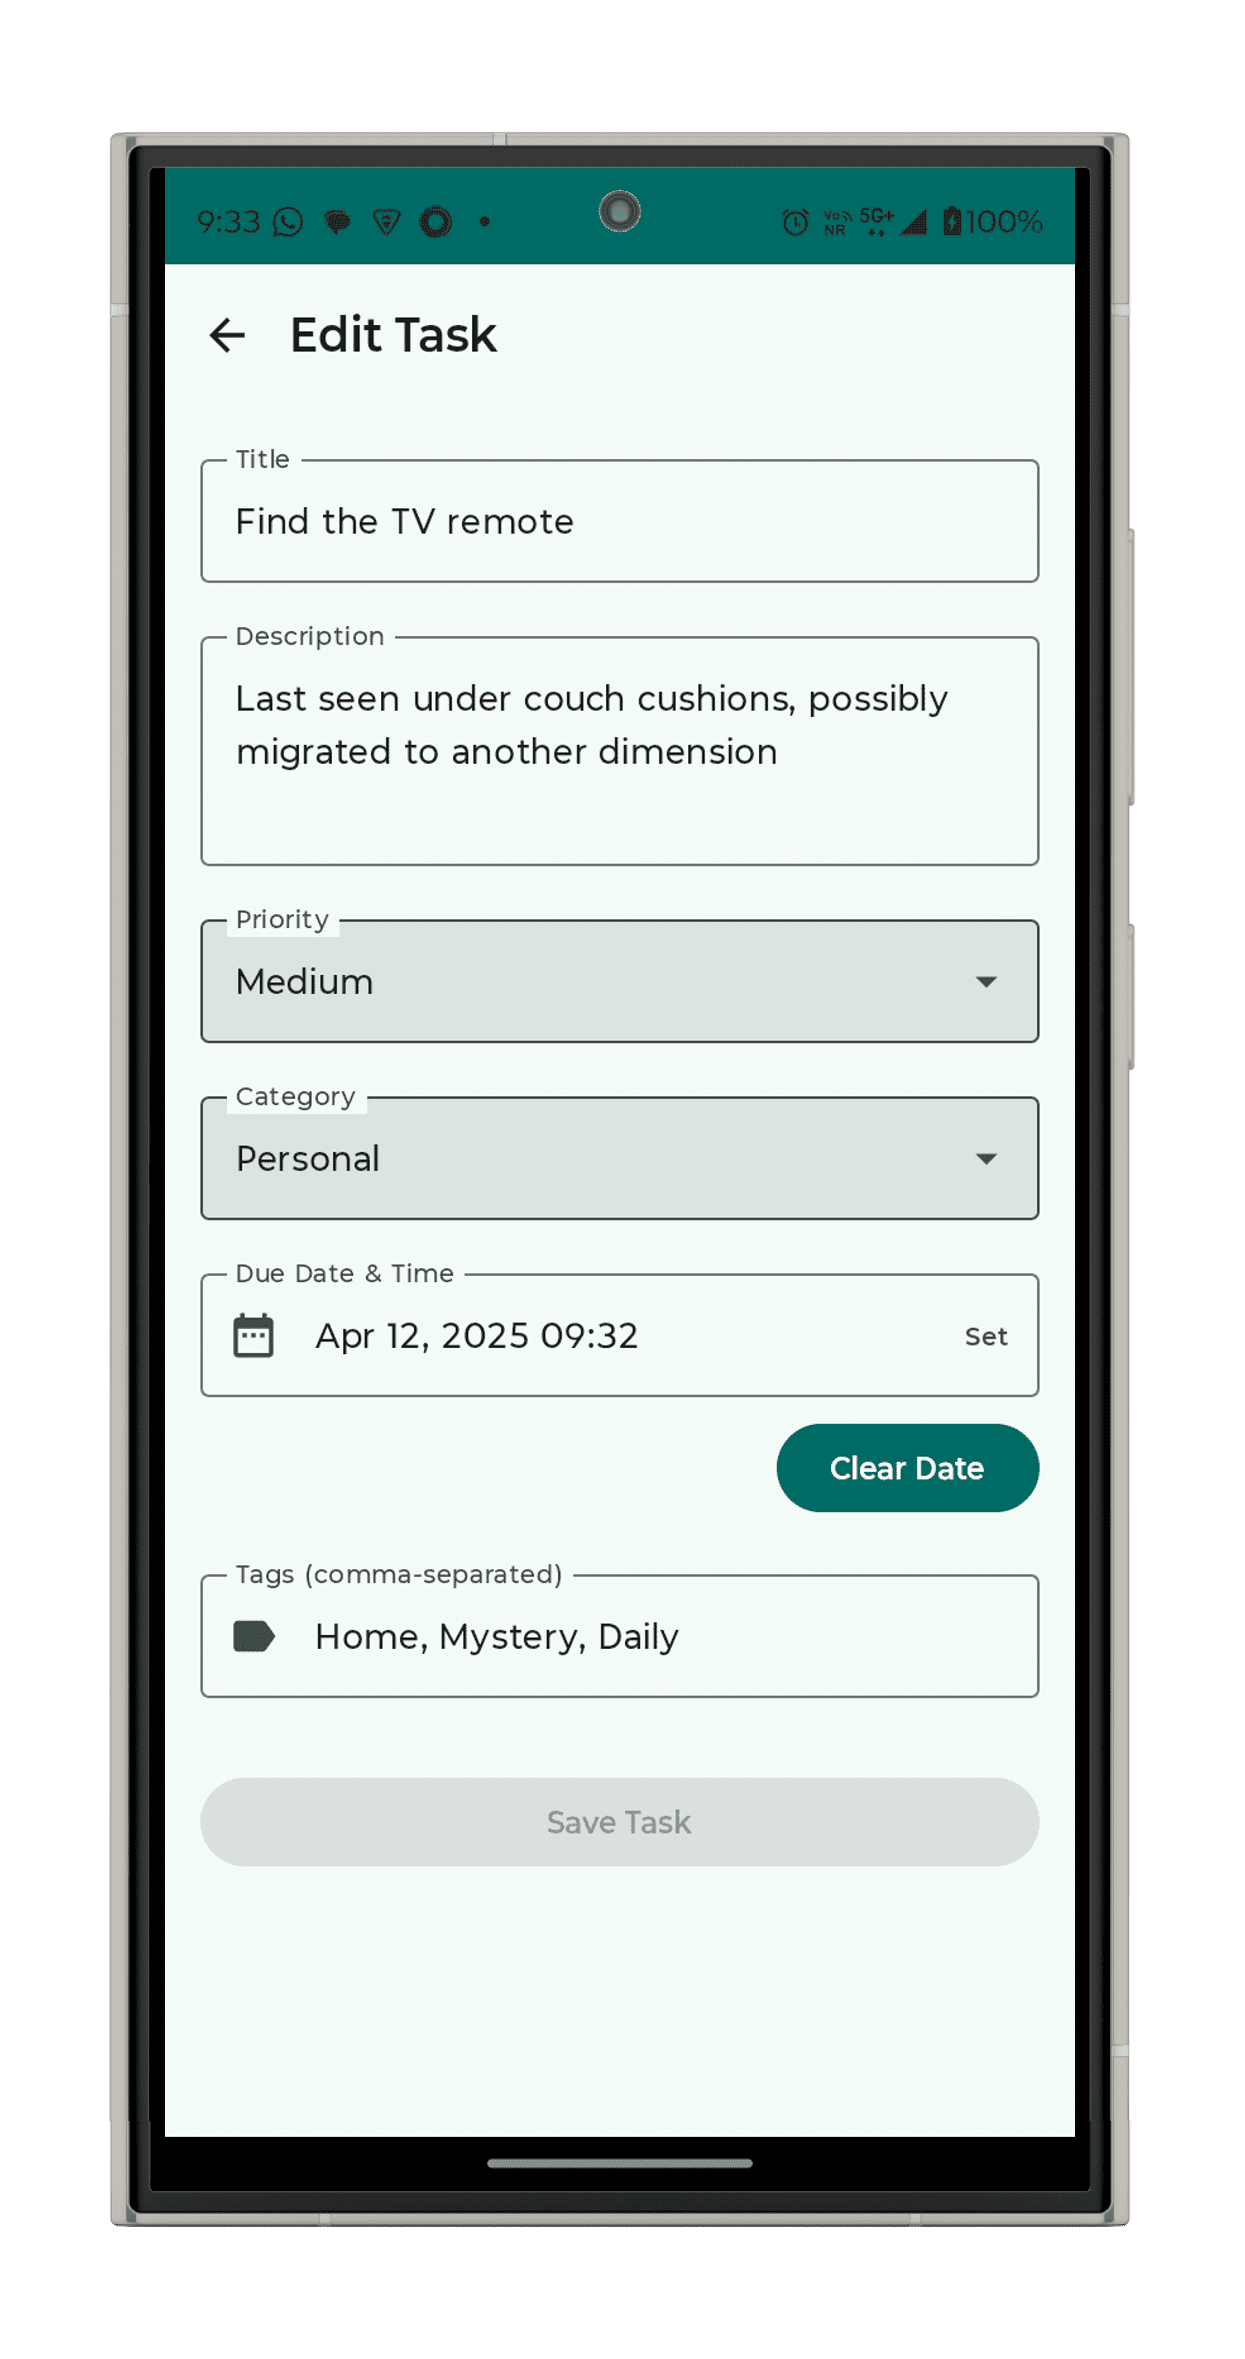 9:33
VoNR 5G+ 100%
Edit Task
Title
Find the TV remote
Description
Last seen under couch cushions, possibly
migrated to another dimension
Priority
Medium
Category
Personal
Due Date & Time
Apr 12, 2025 09:32
Set
Clear Date
Tags (comma-separated)
Home, Mystery, Daily
Save Task